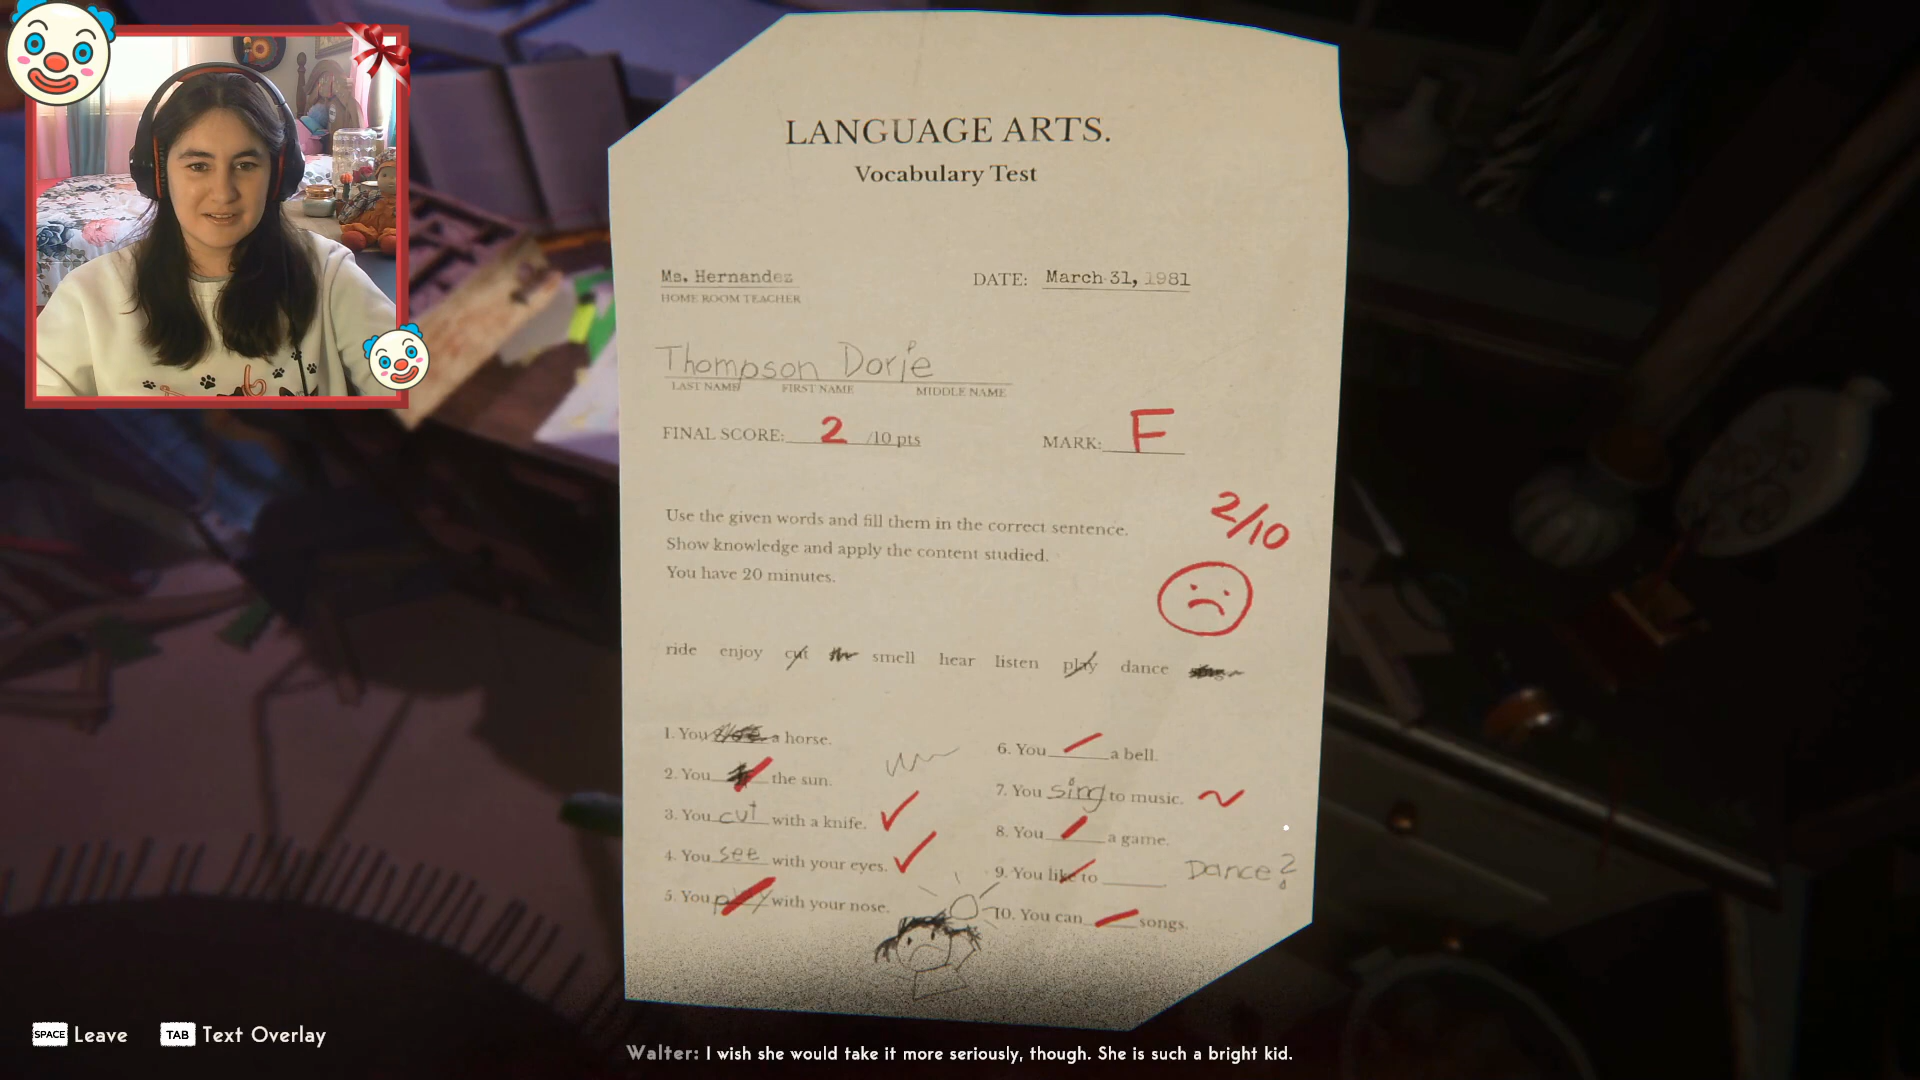 LANGUAGE ARTS.
Vocabulary Test
Ms. Hernandez
HOME ROOM TEACHER
DATE: March 31, 1981
Thompson Dorje
LAST NAME FIRST NAME MIDDLE NAME
FINAL SCORE: 2 /10 pts
MARK: F
2/10
Use the given words and fill them in the correct sentence.
Show knowledge and apply the content studied.
You have 20 minutes.
ride enjoy cut smell hear listen play dance
1. You a horse.
2. You the sun.
3. You cut with a knife.
4. You see with your eyes.
5. You play with your nose.
6. You a bell.
7. You sing to music.
8. You a game.
9. You like to
Dance?
10. You can songs.
SPACE Leave
TAB Text Overlay
Walter: I wish she would take it more seriously, though. She is such a bright kid.